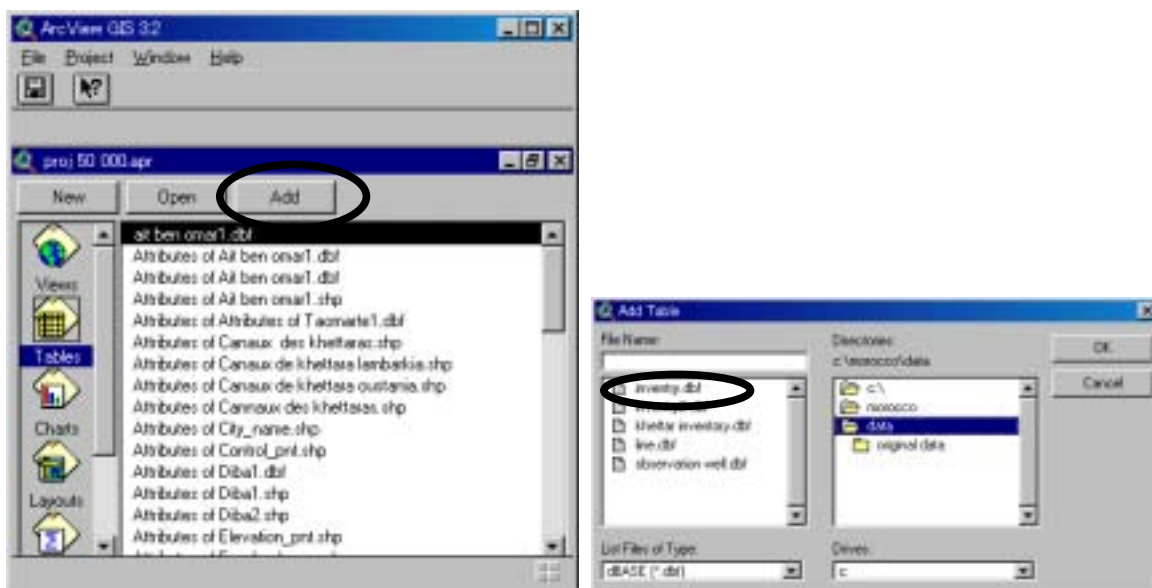 ArcView GIS 3.2
File Project Window Help
proj 50 000.apr
New Open Add
Views
Tables
Charts
Layouts
ait ben omar1.dbf
Attributes of Ait ben omar1.dbf
Attributes of Ait ben omar1.dbf
Attributes of Ait ben omar1.shp
Attributes of Attributes of Taomarte1.dbf
Attributes of Canaux des khettaras.shp
Attributes of Canaux de khettara lambarkia.shp
Attributes of Canaux de khettara oustania.shp
Attributes of Cannaux des khettaras.shp
Attributes of City_name.shp
Attributes of Control_pnt.shp
Attributes of Diba1.dbf
Attributes of Diba1.shp
Attributes of Diba2.shp
Attributes of Elevation_pnt.shp
Attributes of
Add Table
File Name:
inventry.dbf
khettar inventory.dbf
line.dbf
observation well.dbf
List Files of Type:
dBASE (*.dbf)
Directories:
c:\morocco\data
c:\
morocco
data
original data
Drives:
c
OK
Cancel